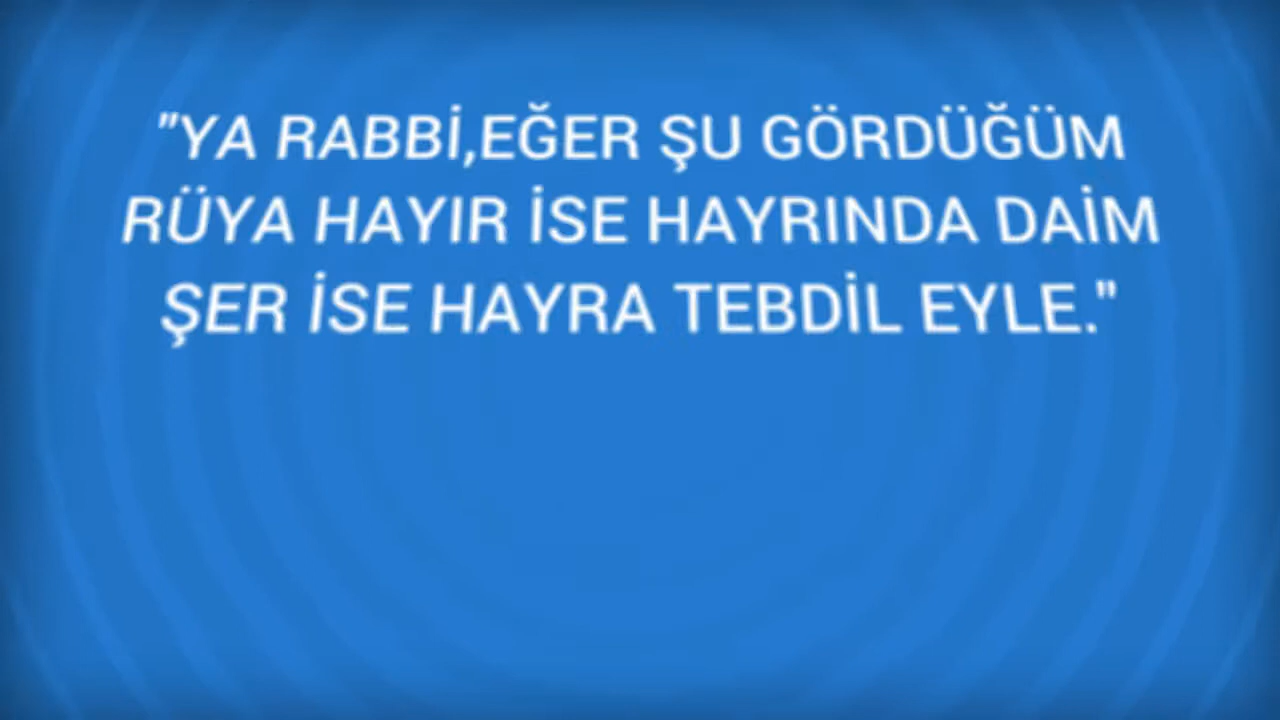 "YA RABBİ,EĞER ŞU GÖRDÜĞÜM
RÜYA HAYIR İSE HAYRINDA DAİM
ŞER İSE HAYRA TEBDİL EYLE."